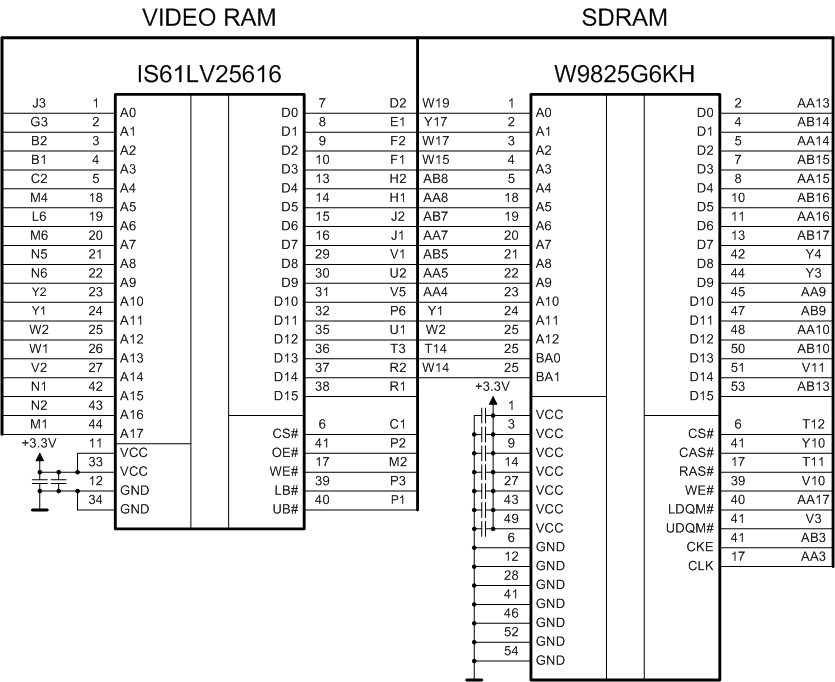 VIDEO RAM SDRAM
IS61LV25616 W9825G6KH
J3 1 A0 D0 7 D2 W19 1 A0 D0 2 AA13
G3 2 A1 D1 8 E1 Y17 2 A1 D1 4 AB14
B2 3 A2 D2 9 F2 W17 3 A2 D2 5 AA14
B1 4 A3 D3 10 F1 W15 4 A3 D3 7 AB15
C2 5 A4 D4 13 H2 AB8 5 A4 D4 8 AA15
M4 18 A5 D5 14 H1 AA8 18 A5 D5 10 AB16
L6 19 A6 D6 15 J2 AB7 19 A6 D6 11 AA16
M6 20 A7 D7 16 J1 AA7 20 A7 D7 13 AB17
N5 21 A8 D8 29 V1 AB5 21 A8 D8 42 Y4
N6 22 A9 D9 30 U2 AA5 22 A9 D9 44 Y3
Y2 23 A10 D10 31 V5 AA4 23 A10 D10 45 AA9
Y1 24 A11 D11 32 P6 Y1 24 A11 D11 47 AB9
W2 25 A12 D12 35 U1 W2 25 A12 D12 48 AA10
W1 26 A13 D13 36 T3 T14 25 BA0 D13 50 AB10
V2 27 A14 D14 37 R2 W14 25 BA1 D14 51 V11
N1 42 A15 D15 38 R1 +3.3V D15 53 AB13
N2 43 A16 1 VCC
M1 44 A17 CS# 6 C1 3 VCC CS# 6 T12
+3.3V 11 VCC OE# 41 P2 9 VCC CAS# 41 Y10
33 VCC WE# 17 M2 14 VCC RAS# 17 T11
12 GND LB# 39 P3 27 VCC WE# 39 V10
34 GND UB# 40 P1 43 VCC LDQM# 40 AA17
49 VCC UDQM# 41 V3
6 GND CKE 41 AB3
12 GND CLK 17 AA3
28 GND
41 GND
46 GND
52 GND
54 GND